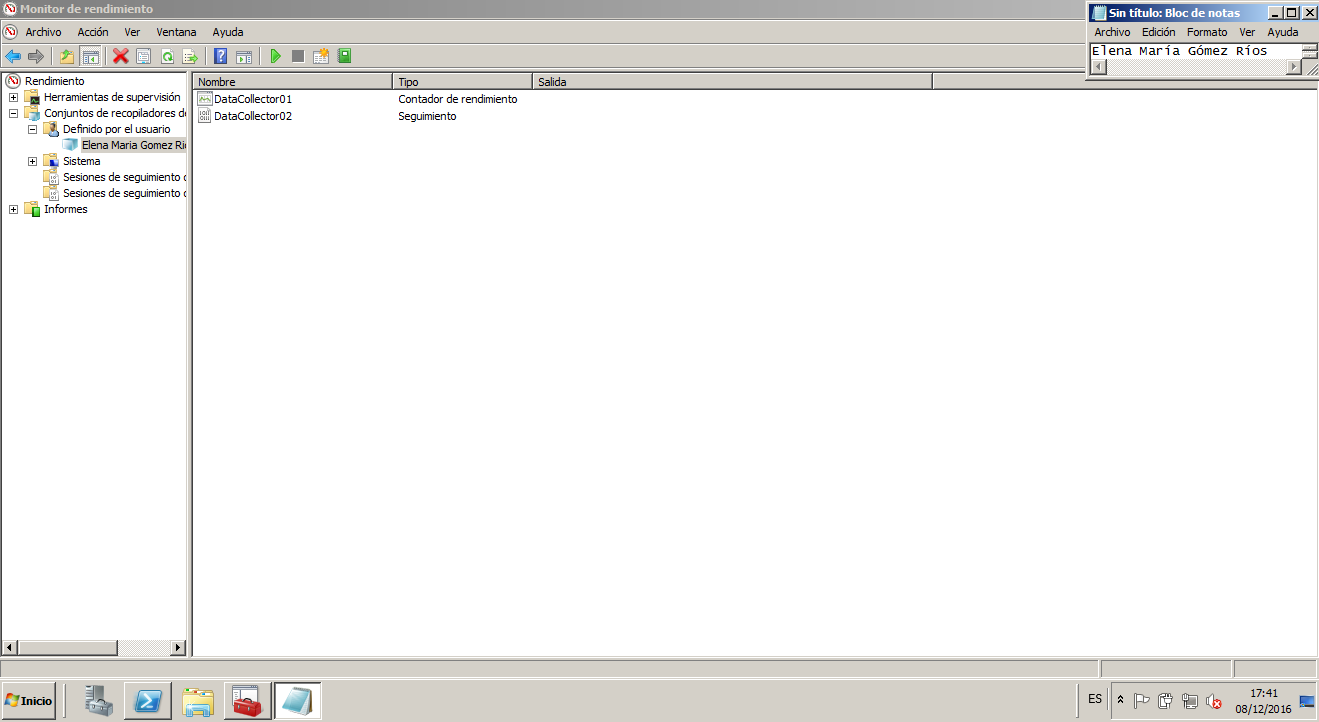 Monitor de rendimiento
Archivo Acción Ver Ventana Ayuda
Sin título: Bloc de notas
Archivo Edición Formato Ver Ayuda
Elena María Gómez Ríos
Rendimiento
Herramientas de supervisión
Conjuntos de recopiladores de
Definido por el usuario
Elena Maria Gomez Rio
Sistema
Sesiones de seguimiento d
Sesiones de seguimiento d
Informes
Nombre Tipo Salida
DataCollector01 Contador de rendimiento
DataCollector02 Seguimiento
Inicio
ES
17:41
08/12/2016